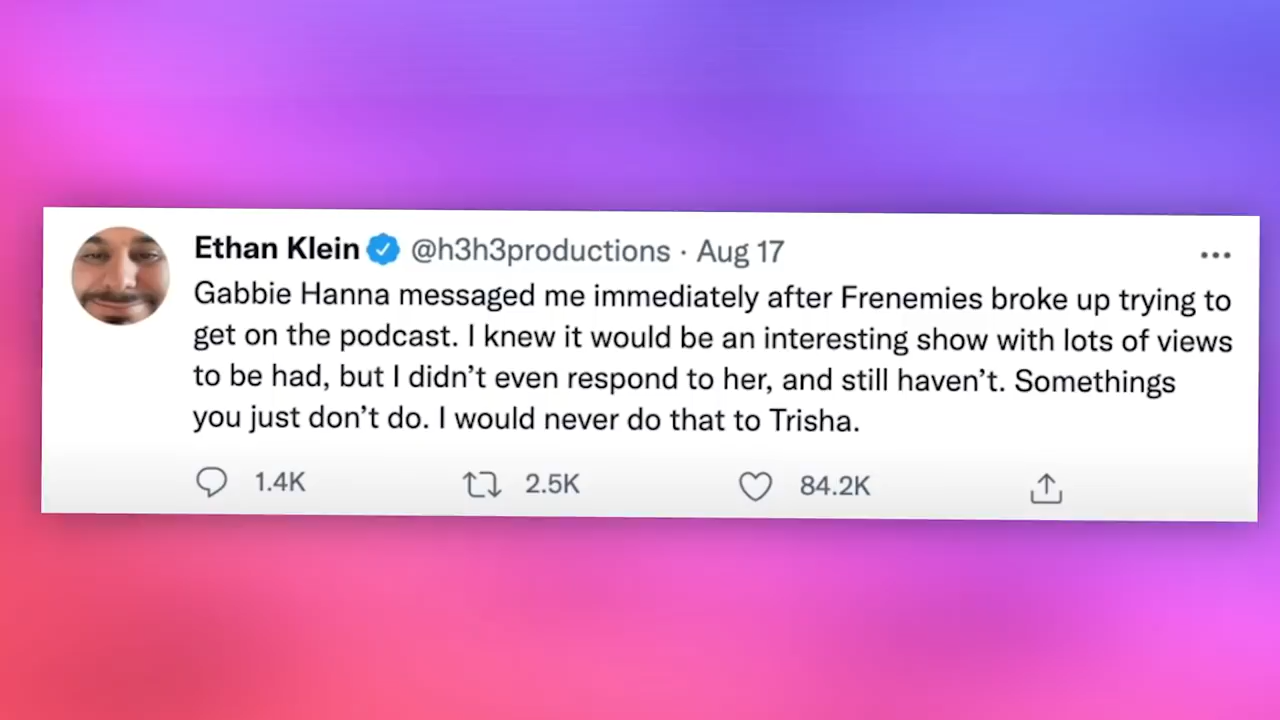 Ethan Klein @h3h3productions · Aug 17
Gabbie Hanna messaged me immediately after Frenemies broke up trying to
get on the podcast. I knew it would be an interesting show with lots of views
to be had, but I didn’t even respond to her, and still haven’t. Somethings
you just don’t do. I would never do that to Trisha.
1.4K 2.5K 84.2K